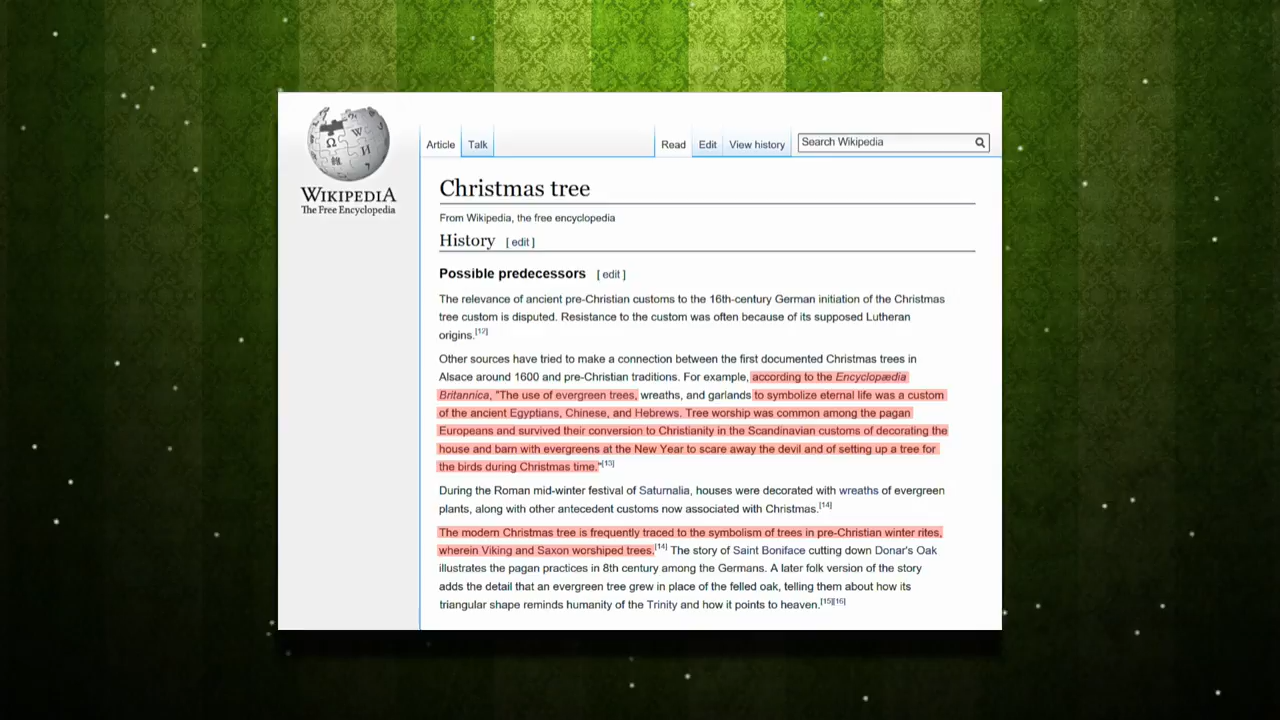 WIKIPEDIA
The Free Encyclopedia
Article Talk Read Edit View history Search Wikipedia
Christmas tree
From Wikipedia, the free encyclopedia
History [ edit ]
Possible predecessors [ edit ]
The relevance of ancient pre-Christian customs to the 16th-century German initiation of the Christmas
tree custom is disputed. Resistance to the custom was often because of its supposed Lutheran
origins.[12]
Other sources have tried to make a connection between the first documented Christmas trees in
Alsace around 1600 and pre-Christian traditions. For example, according to the Encyclopædia
Britannica, "The use of evergreen trees, wreaths, and garlands to symbolize eternal life was a custom
of the ancient Egyptians, Chinese, and Hebrews. Tree worship was common among the pagan
Europeans and survived their conversion to Christianity in the Scandinavian customs of decorating the
house and barn with evergreens at the New Year to scare away the devil and of setting up a tree for
the birds during Christmas time."[13]
During the Roman mid-winter festival of Saturnalia, houses were decorated with wreaths of evergreen
plants, along with other antecedent customs now associated with Christmas.[14]
The modern Christmas tree is frequently traced to the symbolism of trees in pre-Christian winter rites,
wherein Viking and Saxon worshiped trees.[14] The story of Saint Boniface cutting down Donar's Oak
illustrates the pagan practices in 8th century among the Germans. A later folk version of the story
adds the detail that an evergreen tree grew in place of the felled oak, telling them about how its
triangular shape reminds humanity of the Trinity and how it points to heaven.[15][16]